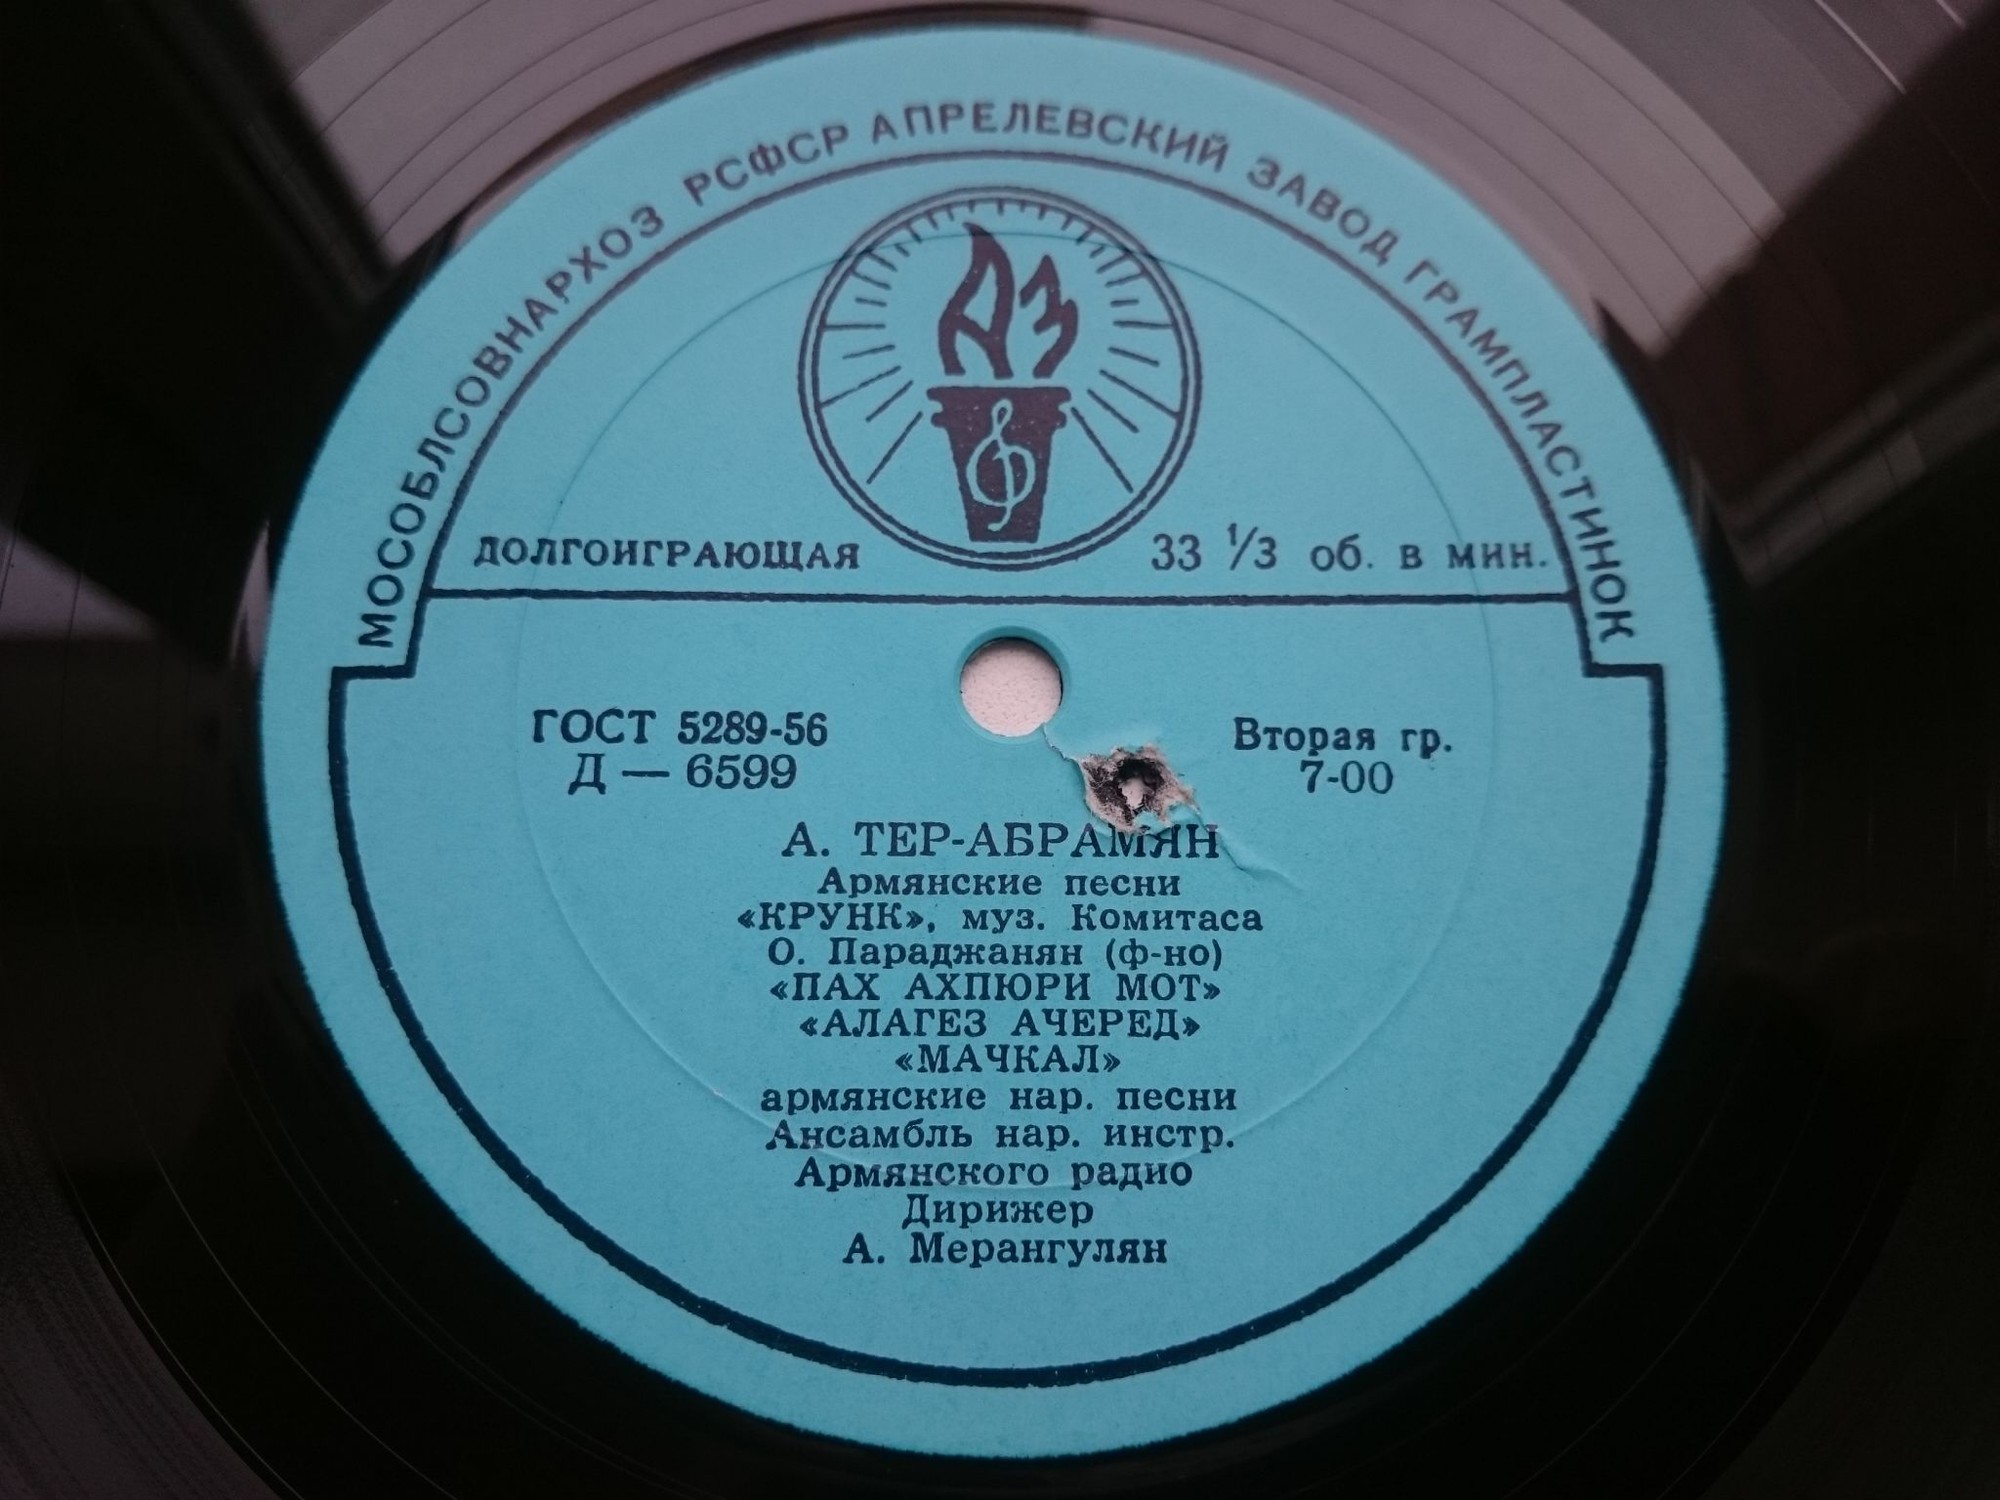 МОСОБЛСОВНАРХОЗ РСФСР АПРЕЛЕВСКИЙ ЗАВОД ГРАМПЛАСТИНОК
АЗ
ДОЛГОИГРАЮЩАЯ 33 1/3 об. в мин.
ГОСТ 5289-56 Вторая гр.
Д — 6599 7-00
А. ТЕР-АБРАМЯН
Армянские песни
«КРУНК», муз. Комитаса
О. Параджанян (ф-но)
«ПАХ АХПЮРИ МОТ»
«АЛАГЕЗ АЧЕРЕД»
«МАЧКАЛ»
армянские нар. песни
Ансамбль нар. инстр.
Армянского радио
Дирижер
А. Мерангулян